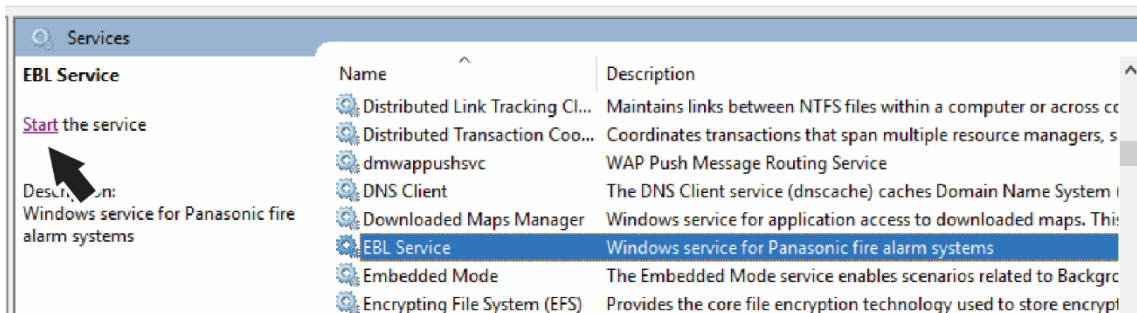 Services
EBL Service
Start the service
Description:
Windows service for Panasonic fire
alarm systems
Name Description
Distributed Link Tracking Cl... Maintains links between NTFS files within a computer or across co
Distributed Transaction Coo... Coordinates transactions that span multiple resource managers, s
dmwappushsvc WAP Push Message Routing Service
DNS Client The DNS Client service (dnscache) caches Domain Name System (
Downloaded Maps Manager Windows service for application access to downloaded maps. This
EBL Service Windows service for Panasonic fire alarm systems
Embedded Mode The Embedded Mode service enables scenarios related to Backgro
Encrypting File System (EFS) Provides the core file encryption technology used to store encrypt